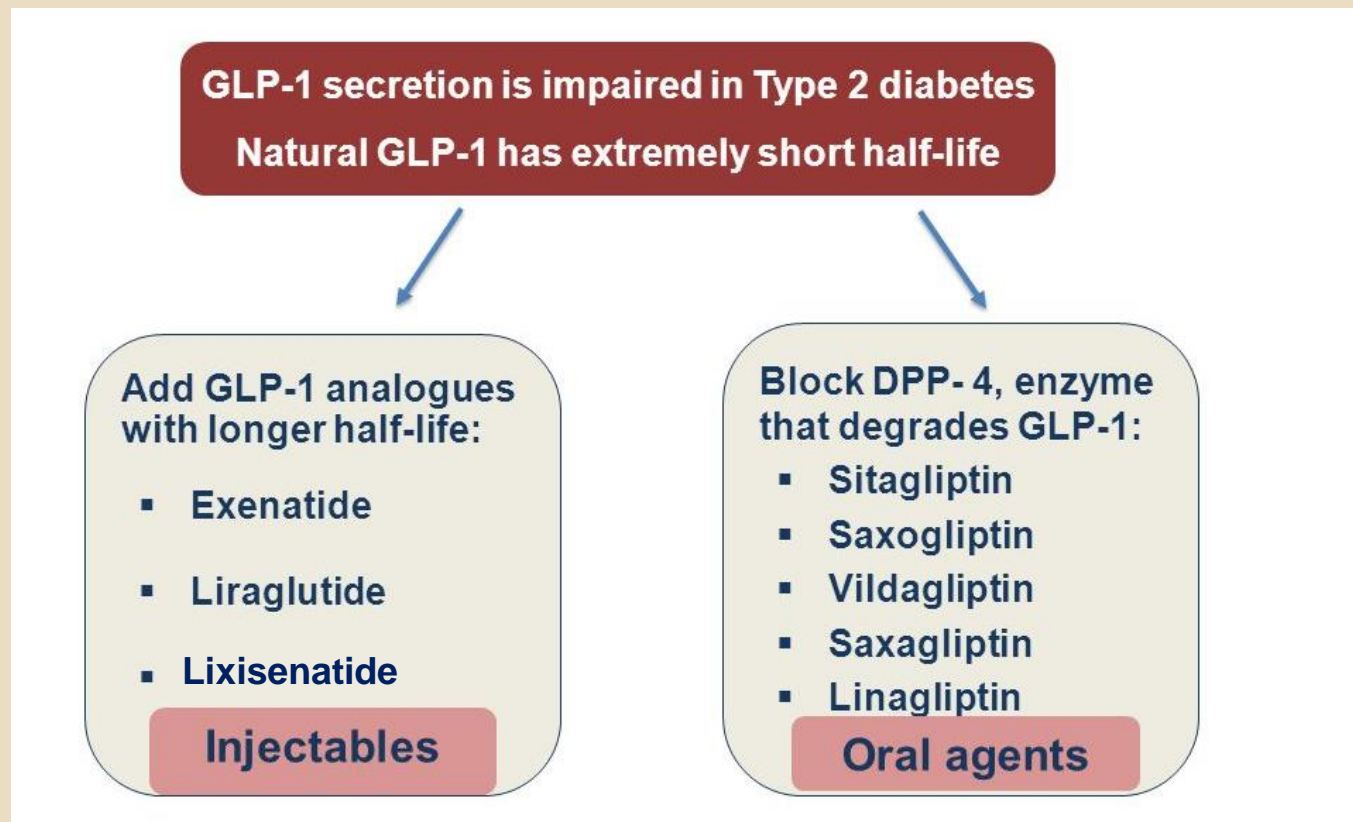 GLP-1 secretion is impaired in Type 2 diabetes
Natural GLP-1 has extremely short half-life
Add GLP-1 analogues
with longer half-life:
▪ Exenatide
▪ Liraglutide
▪ Lixisenatide
Injectables
Block DPP- 4, enzyme
that degrades GLP-1:
▪ Sitagliptin
▪ Saxogliptin
▪ Vildagliptin
▪ Saxagliptin
▪ Linagliptin
Oral agents